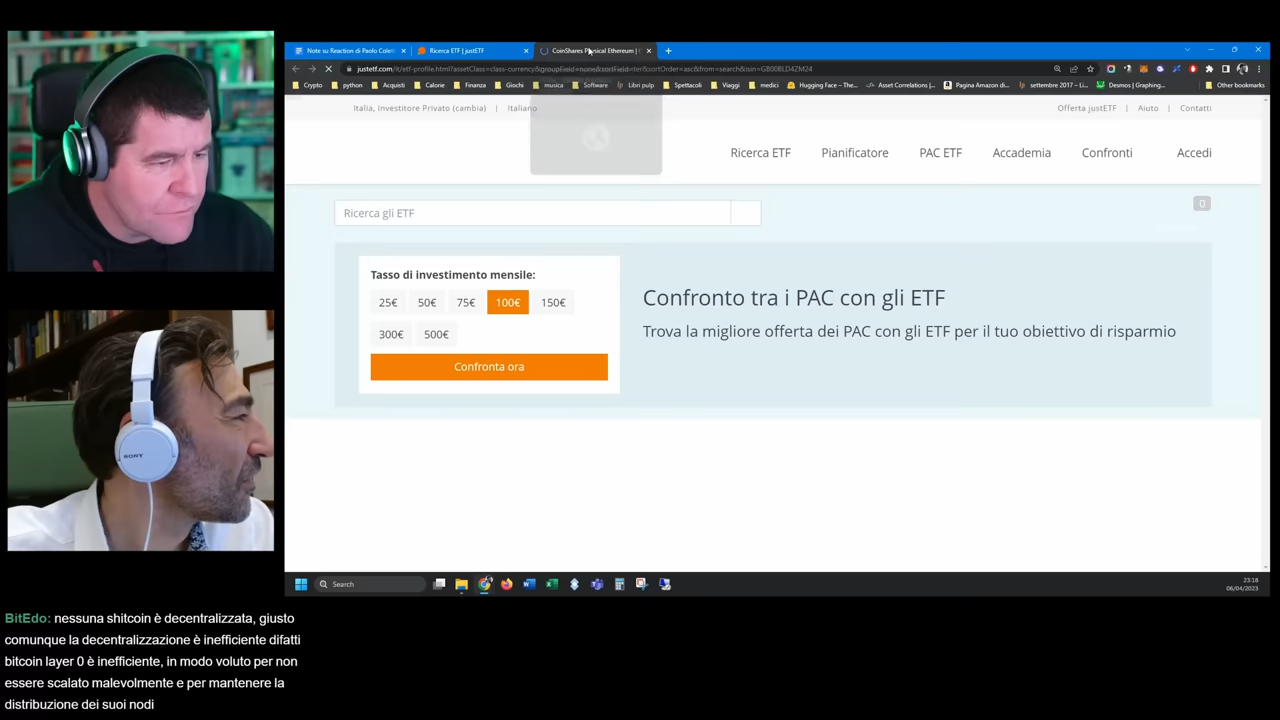 Note su Reaction di Paolo Colett
Ricerca ETF | justETF
CoinShares Physical Ethereum |
justetf.com/it/etf-profile.html?assetClass=class-currency&groupField=none&sortField=ter&sortOrder=asc&from=search&isin=GB00BLD4ZM24
Crypto
python
Acquisti
Calorie
Finanza
Giochi
musica
Software
Libri pulp
Spettacoli
Viaggi
medici
Hugging Face – The...
Asset Correlations |...
Pagina Amazon di...
settembre 2017 – Li...
Desmos | Graphing...
Other bookmarks
Italia, Investitore Privato (cambia) | Italiano
Offerta justETF | Aiuto | Contatti
Ricerca ETF Pianificatore PAC ETF Accademia Confronti Accedi
Ricerca gli ETF
0
Tasso di investimento mensile:
25€ 50€ 75€ 100€ 150€
300€ 500€
Confronta ora
Confronto tra i PAC con gli ETF
Trova la migliore offerta dei PAC con gli ETF per il tuo obiettivo di risparmio
SONY
Search
23:18
06/04/2023
BitEdo: nessuna shitcoin è decentralizzata, giusto
comunque la decentralizzazione è inefficiente difatti
bitcoin layer 0 è inefficiente, in modo voluto per non
essere scalato malevolmente e per mantenere la
distribuzione dei suoi nodi